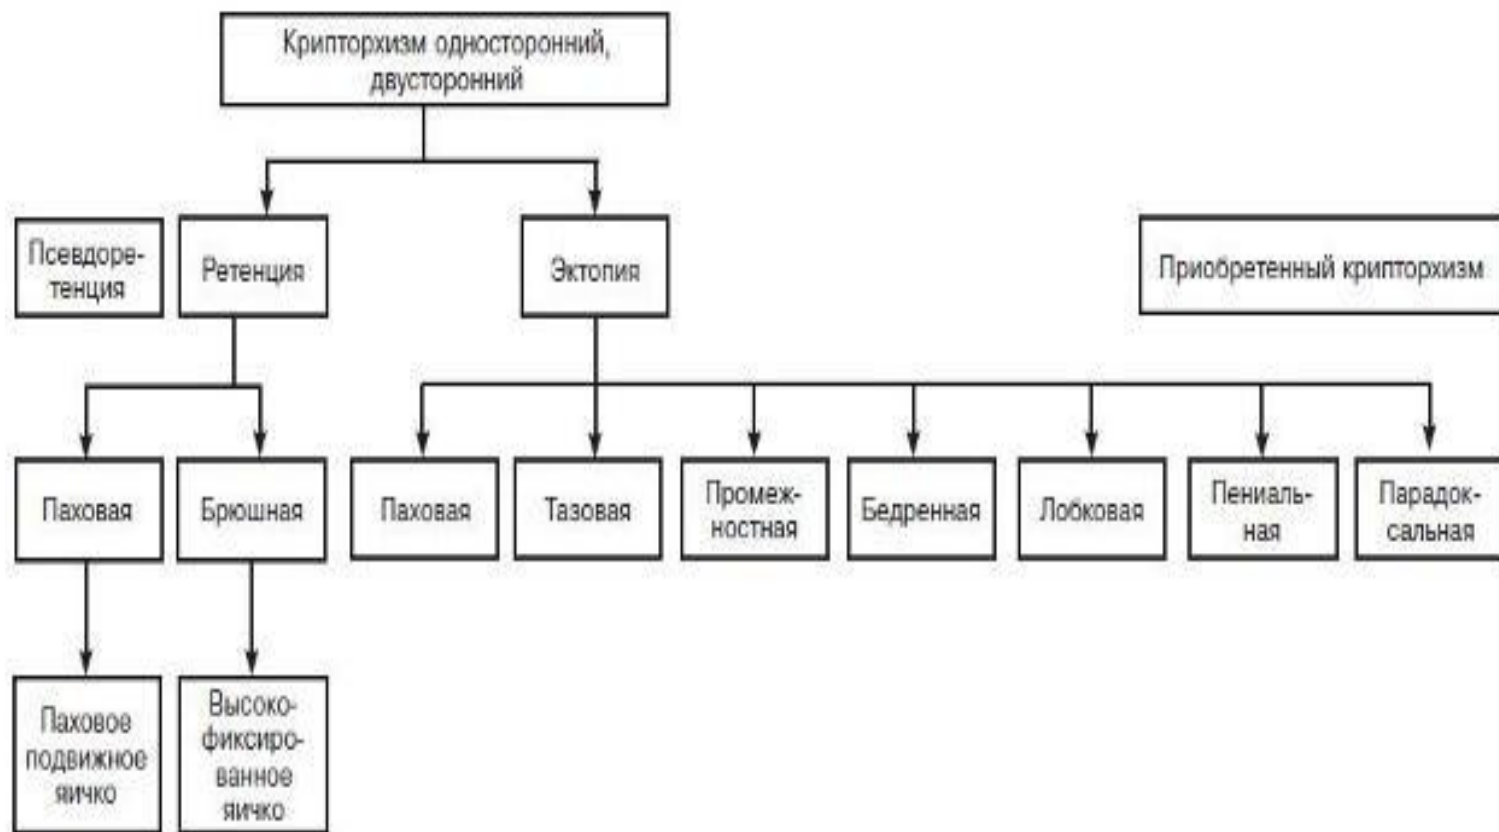 Крипторхизм односторонний,
двусторонний
Псевдоре-
тенция
Ретенция
Эктопия
Приобретенный крипторхизм
Паховая
Брюшная
Паховая
Тазовая
Промеж-
ностная
Бедренная
Лобковая
Пениаль-
ная
Парадок-
сальная
Паховое
подвижное
яичко
Высоко-
фиксиро-
ванное
яичко